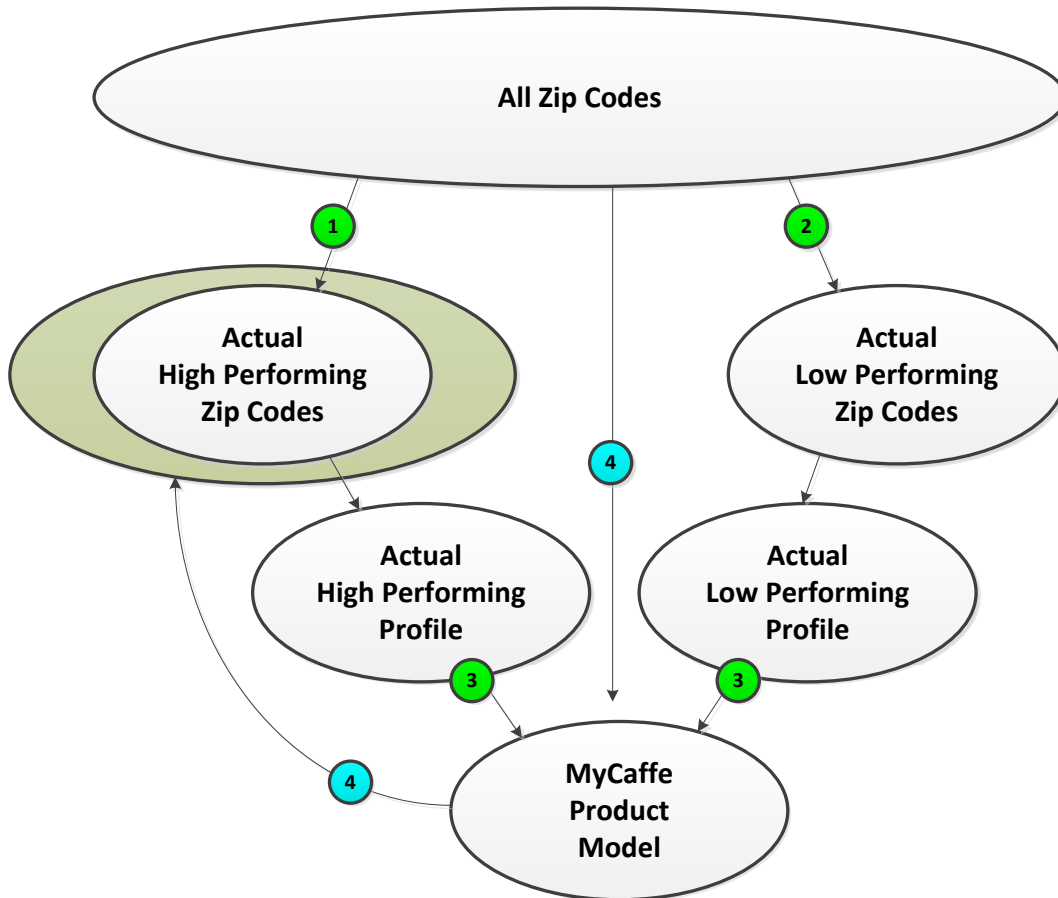 All Zip Codes
1
2
Actual
High Performing
Zip Codes
Actual
Low Performing
Zip Codes
4
Actual
High Performing
Profile
Actual
Low Performing
Profile
3
3
MyCaffe
Product
Model
4